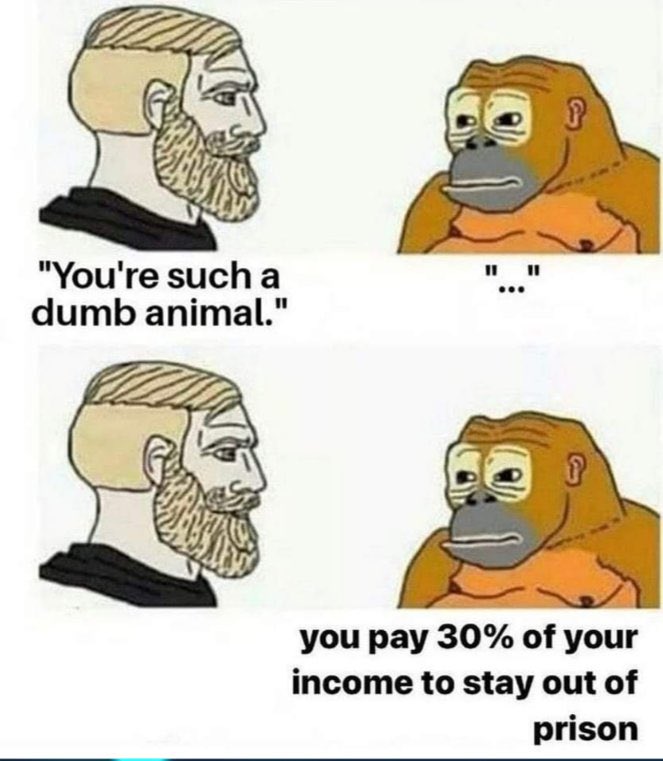 "You're such a
dumb animal."
"..."
you pay 30% of your
income to stay out of
prison